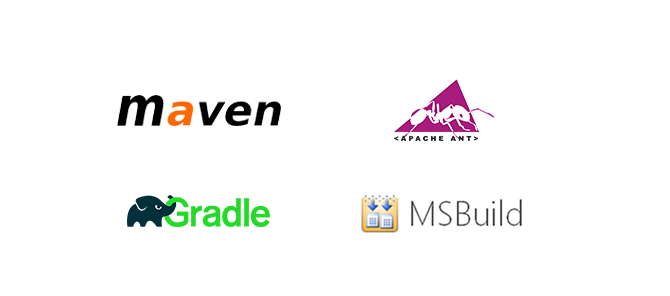 maven
<APACHE ANT>
Gradle
MSBuild